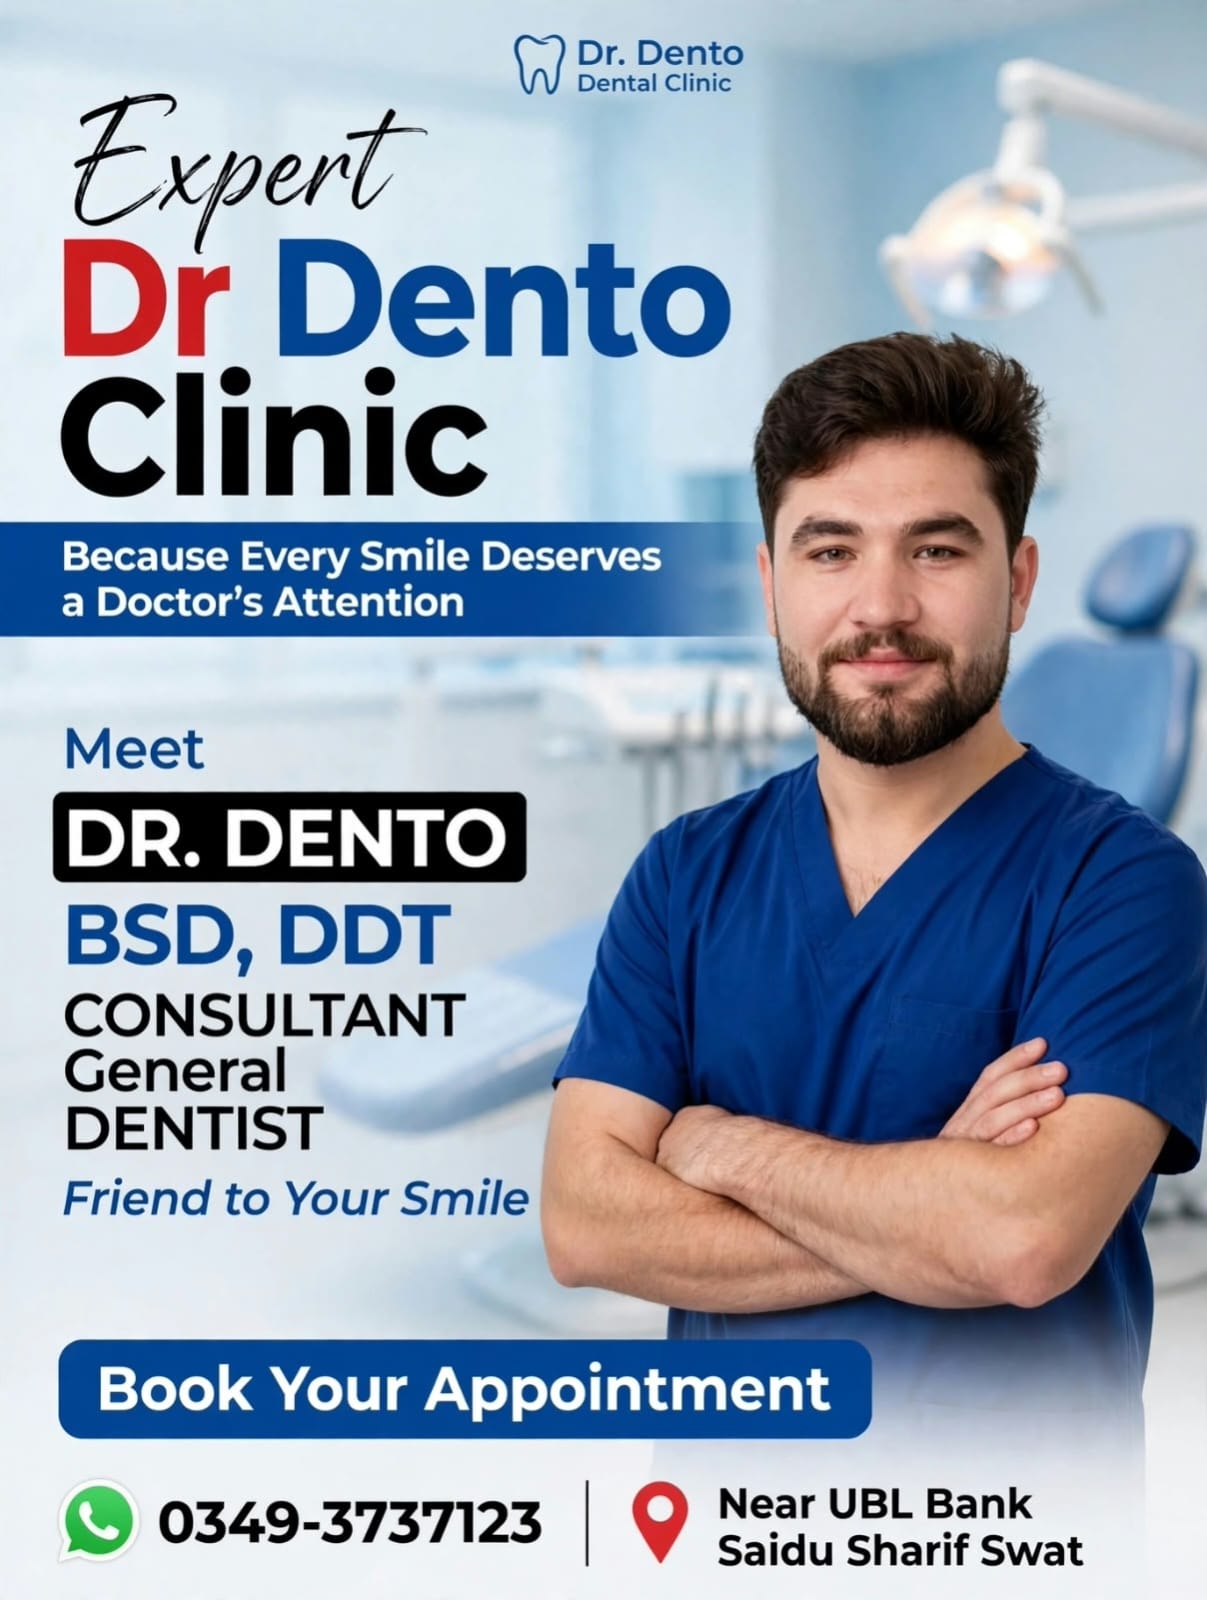 Dr. Dento
Dental Clinic
Expert
Dr Dento
Clinic
Because Every Smile Deserves
a Doctor's Attention
Meet
DR. DENTO
BSD, DDT
CONSULTANT
General
DENTIST
Friend to Your Smile
Book Your Appointment
0349-3737123
Near UBL Bank
Saidu Sharif Swat